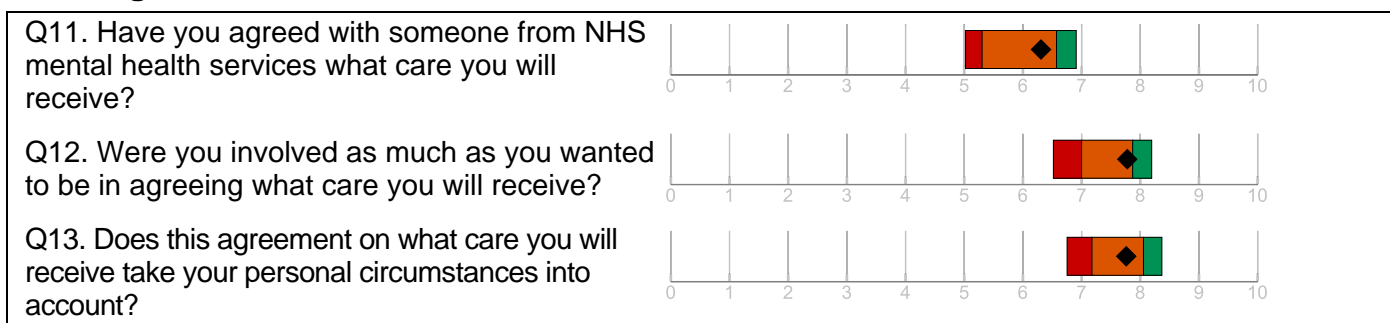 Q11. Have you agreed with someone from NHS
mental health services what care you will
receive?
0 1 2 3 4 5 6 7 8 9 10
Q12. Were you involved as much as you wanted
to be in agreeing what care you will receive?
0 1 2 3 4 5 6 7 8 9 10
Q13. Does this agreement on what care you will
receive take your personal circumstances into
account?
0 1 2 3 4 5 6 7 8 9 10